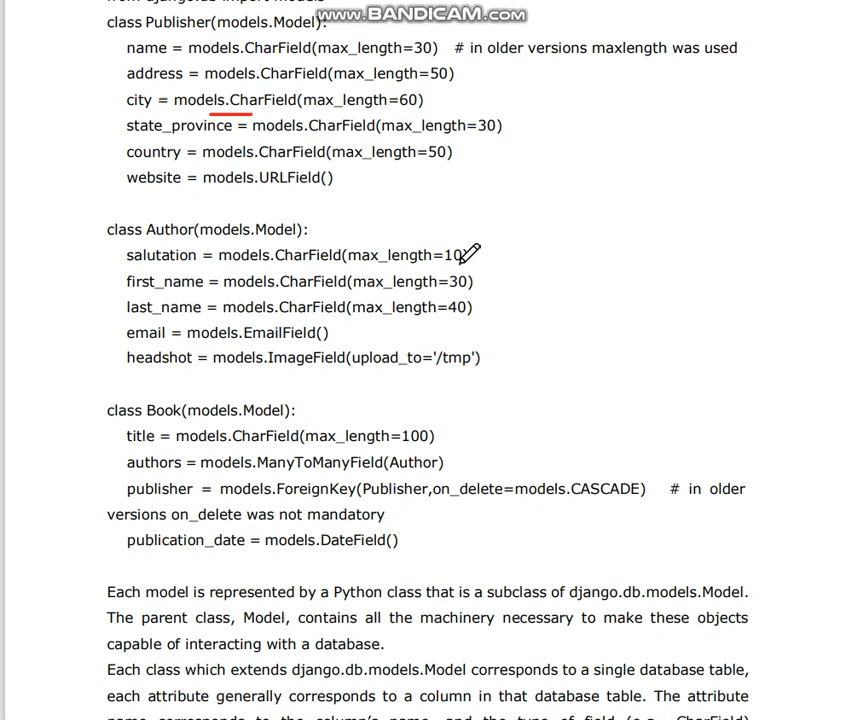 www.BANDICAM.com
class Publisher(models.Model):
name = models.CharField(max_length=30) # in older versions maxlength was used
address = models.CharField(max_length=50)
city = models.CharField(max_length=60)
state_province = models.CharField(max_length=30)
country = models.CharField(max_length=50)
website = models.URLField()
class Author(models.Model):
salutation = models.CharField(max_length=10)
first_name = models.CharField(max_length=30)
last_name = models.CharField(max_length=40)
email = models.EmailField()
headshot = models.ImageField(upload_to='/tmp')
class Book(models.Model):
title = models.CharField(max_length=100)
authors = models.ManyToManyField(Author)
publisher = models.ForeignKey(Publisher,on_delete=models.CASCADE) # in older
versions on_delete was not mandatory
publication_date = models.DateField()
Each model is represented by a Python class that is a subclass of django.db.models.Model.
The parent class, Model, contains all the machinery necessary to make these objects
capable of interacting with a database.
Each class which extends django.db.models.Model corresponds to a single database table,
each attribute generally corresponds to a column in that database table. The attribute